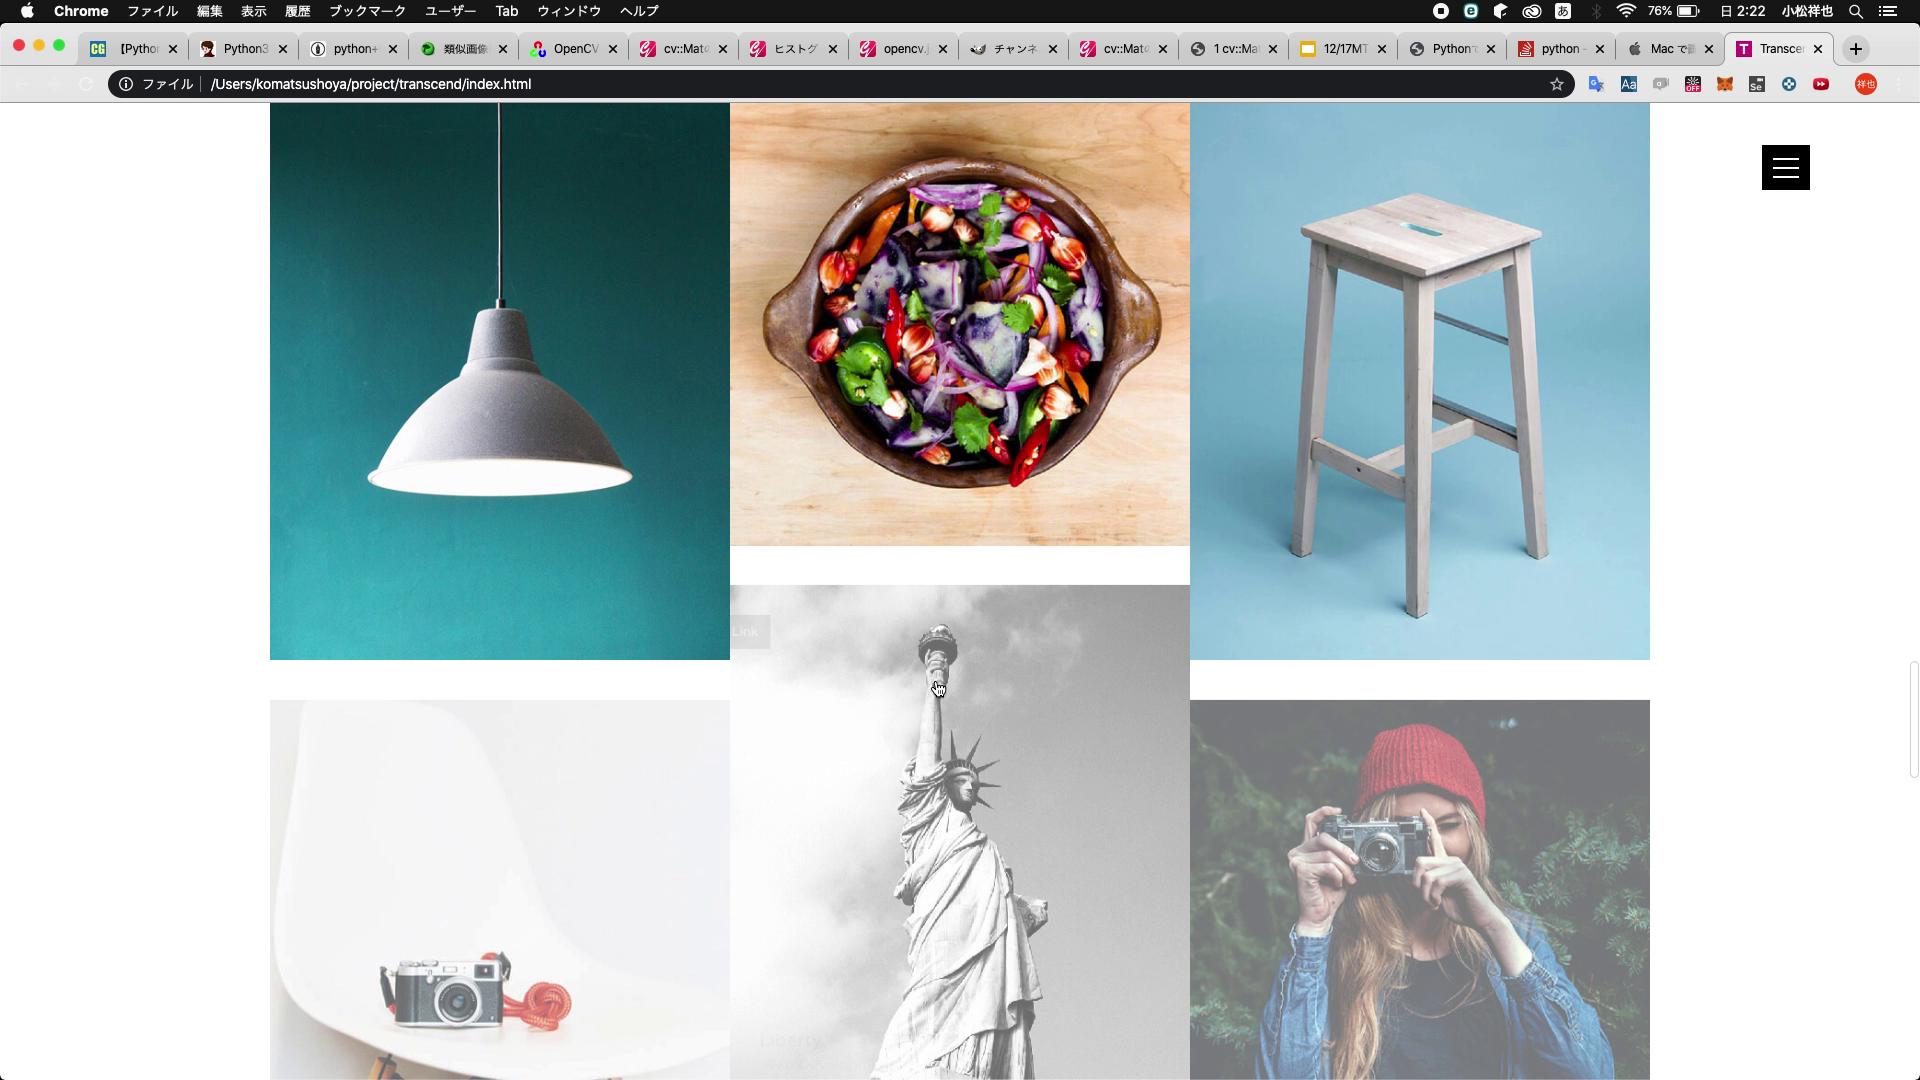 Chrome ファイル 編集 表示 履歴 ブックマーク ユーザー Tab ウィンドウ ヘルプ 76% 日 2:22 小松祥也
【Pytho Python3 python+ 類似画像 OpenCV cv::Mat ヒストグ opencv. チャンネ cv::Mat 1 cv::Ma 12/17MT Python python - Mac で Transce
ファイル /Users/komatsushoya/project/transcend/index.html
Link
Liberty